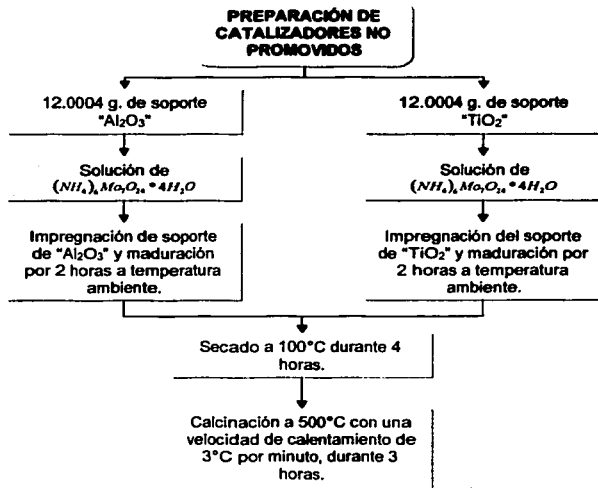 PREPARACIÓN DE
CATALIZADORES NO
PROMOVIDOS
12.0004 g. de soporte
"Al₂O₃"
12.0004 g. de soporte
"TiO₂"
Solución de
(NH₄)₆Mo₇O₂₄*4H₂O
Solución de
(NH₄)₆Mo₇O₂₄*4H₂O
Impregnación de soporte
de "Al₂O₃" y maduración
por 2 horas a temperatura
ambiente.
Impregnación del soporte
de "TiO₂" y maduración por
2 horas a temperatura
ambiente.
Secado a 100°C durante 4
horas.
Calcinación a 500°C con una
velocidad de calentamiento de
3°C por minuto, durante 3
horas.